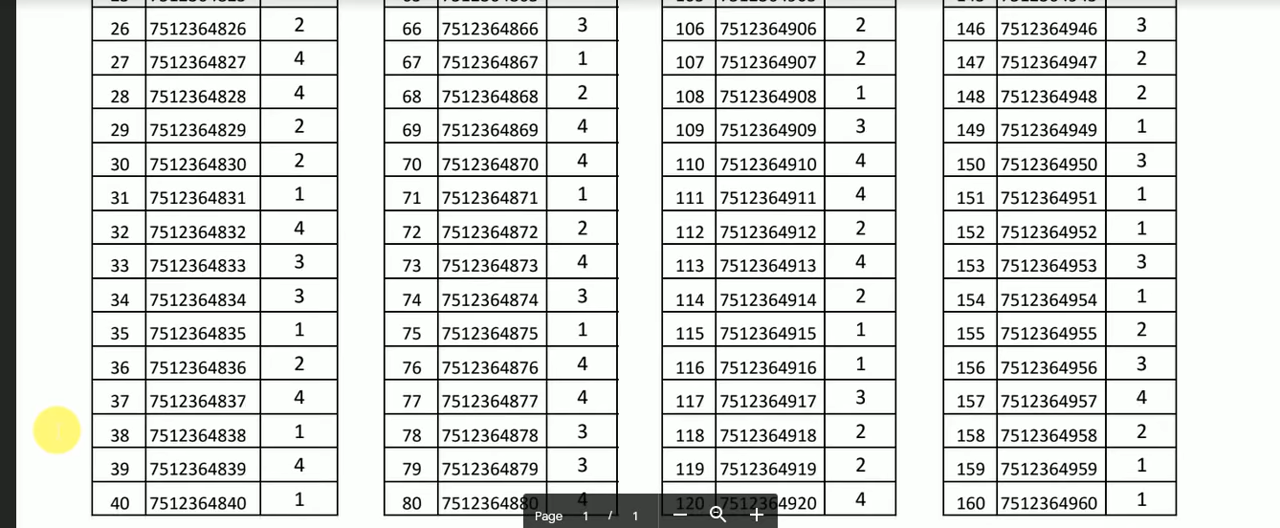 26 7512364826 2 66 7512364866 3 106 7512364906 2 146 7512364946 3
27 7512364827 4 67 7512364867 1 107 7512364907 2 147 7512364947 2
28 7512364828 4 68 7512364868 2 108 7512364908 1 148 7512364948 2
29 7512364829 2 69 7512364869 4 109 7512364909 3 149 7512364949 1
30 7512364830 2 70 7512364870 4 110 7512364910 4 150 7512364950 3
31 7512364831 1 71 7512364871 1 111 7512364911 4 151 7512364951 1
32 7512364832 4 72 7512364872 2 112 7512364912 2 152 7512364952 1
33 7512364833 3 73 7512364873 4 113 7512364913 4 153 7512364953 3
34 7512364834 3 74 7512364874 3 114 7512364914 2 154 7512364954 1
35 7512364835 1 75 7512364875 1 115 7512364915 1 155 7512364955 2
36 7512364836 2 76 7512364876 4 116 7512364916 1 156 7512364956 3
37 7512364837 4 77 7512364877 4 117 7512364917 3 157 7512364957 4
38 7512364838 1 78 7512364878 3 118 7512364918 2 158 7512364958 2
39 7512364839 4 79 7512364879 3 119 7512364919 2 159 7512364959 1
40 7512364840 1 80 7512364880 4 120 7512364920 4 160 7512364960 1
Page 1 / 1